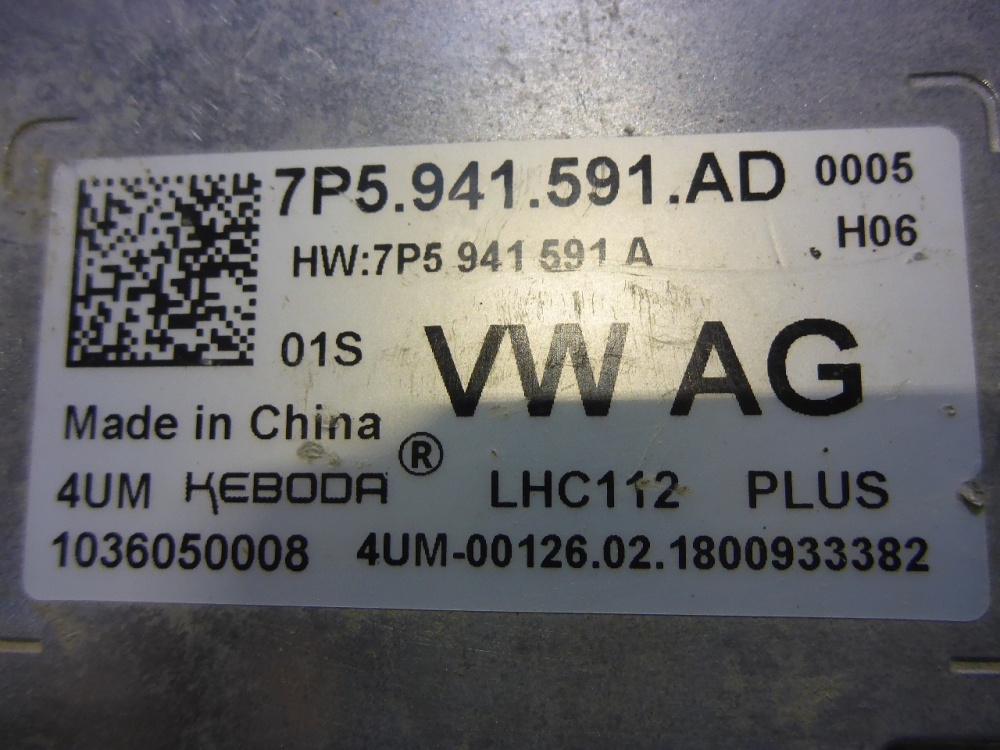 7P5.941.591.AD 0005
HW:7P5 941 591 A H06
01S VW AG
Made in China
4UM KEBODA® LHC112 PLUS
1036050008 4UM-00126.02.1800933382